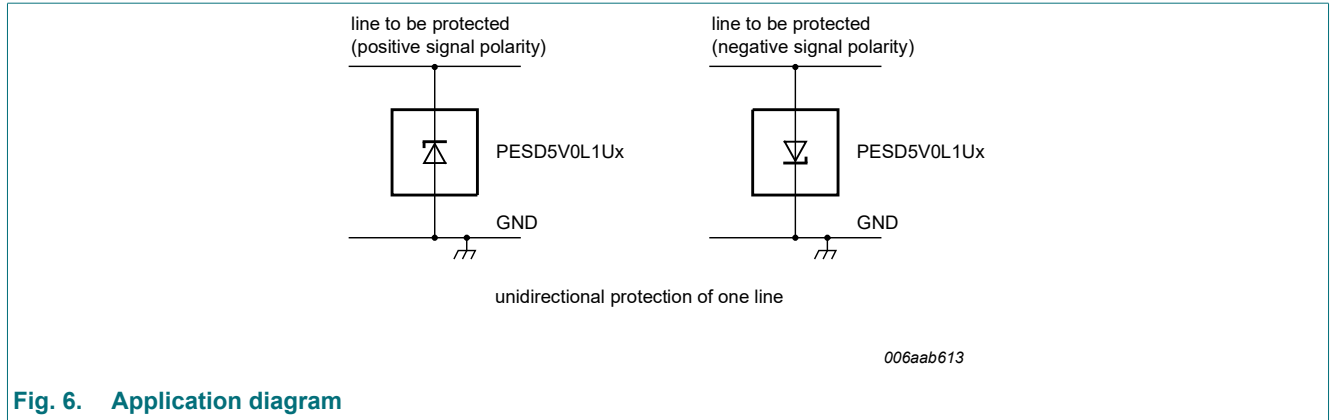 line to be protected
(positive signal polarity)
line to be protected
(negative signal polarity)
PESD5V0L1Ux
PESD5V0L1Ux
GND
GND
unidirectional protection of one line
006aab613
Fig. 6. Application diagram